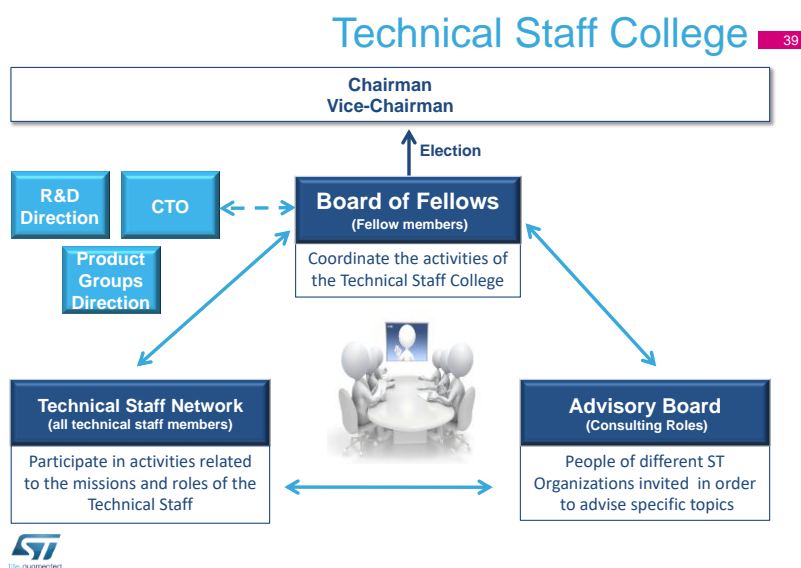 Technical Staff College
39
Chairman
Vice-Chairman
Election
R&D
Direction
CTO
Product
Groups
Direction
Board of Fellows
(Fellow members)
Coordinate the activities of
the Technical Staff College
Technical Staff Network
(all technical staff members)
Participate in activities related
to the missions and roles of the
Technical Staff
Advisory Board
(Consulting Roles)
People of different ST
Organizations invited in order
to advise specific topics
ST
life.augmented